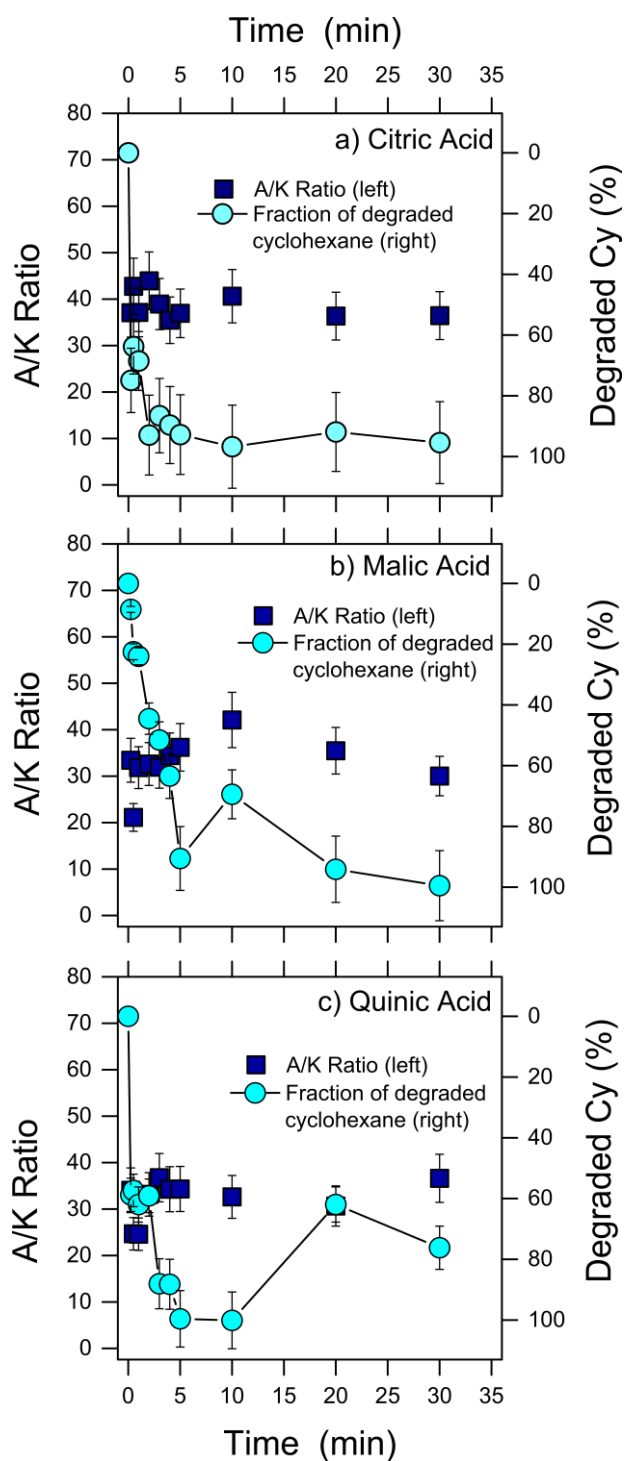 Time (min)
0 5 10 15 20 25 30 35
80
70
60
50
40
30
20
10
0
A/K Ratio
a) Citric Acid
A/K Ratio (left)
Fraction of degraded
cyclohexane (right)
0
20
40
60
80
100
Degraded Cy (%)
80
70
60
50
40
30
20
10
0
A/K Ratio
b) Malic Acid
A/K Ratio (left)
Fraction of degraded
cyclohexane (right)
0
20
40
60
80
100
Degraded Cy (%)
80
70
60
50
40
30
20
10
0
A/K Ratio
c) Quinic Acid
A/K Ratio (left)
Fraction of degraded
cyclohexane (right)
0
20
40
60
80
100
Degraded Cy (%)
0 5 10 15 20 25 30 35
Time (min)